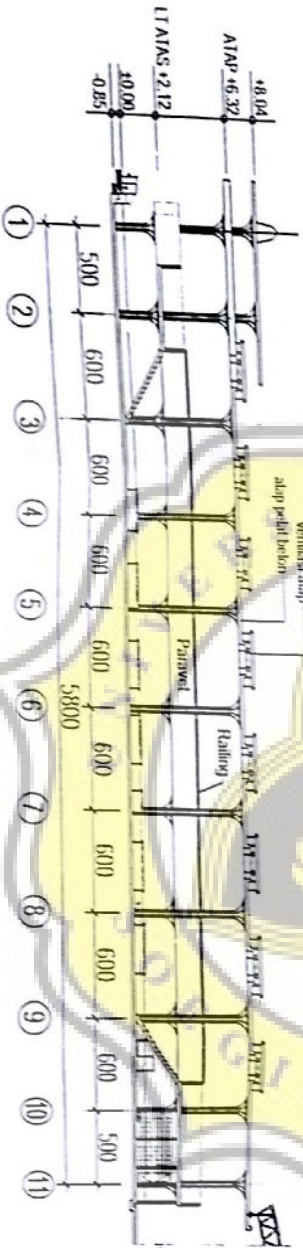 +8.04
ATAP +6.32
LT ATAS +2.12
±0.00
-0.85
atap pelat beton
Railing
Paravet
500 600 600 600 600 600 600 600 600 500
5800
1 2 3 4 5 6 7 8 9 10 11